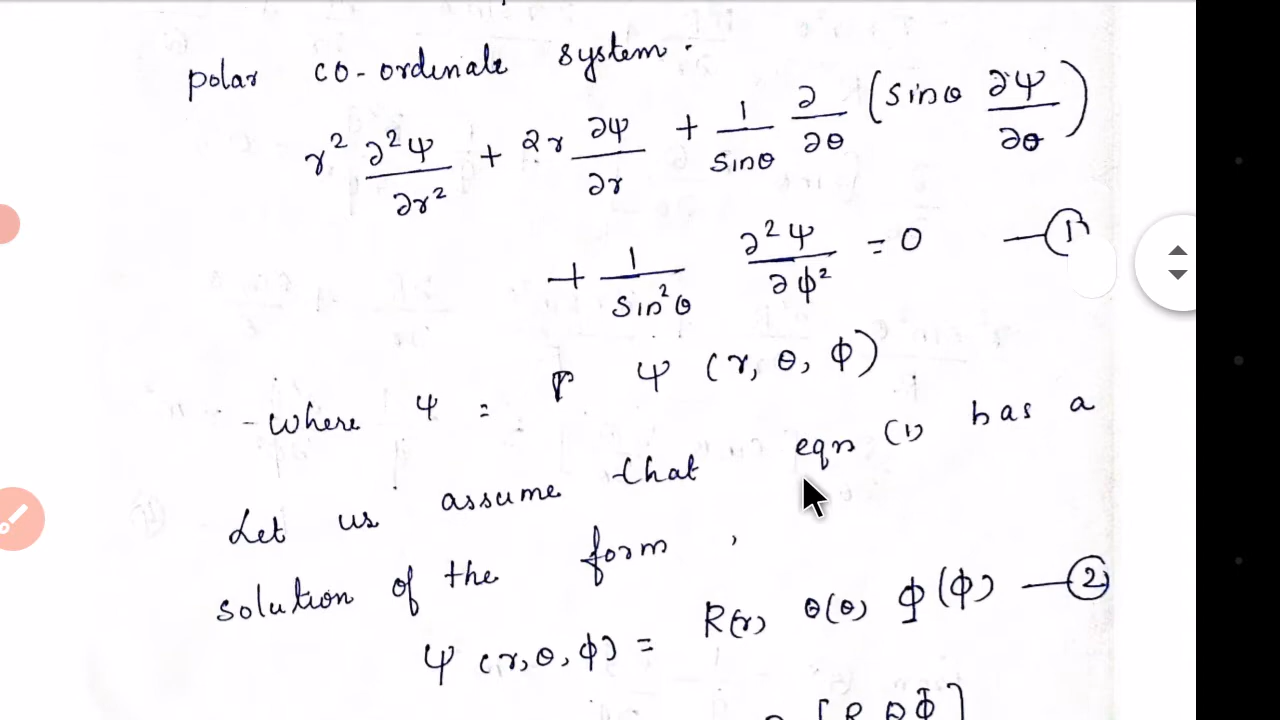 polar co-ordinate system.
r² ∂²ψ/∂r² + 2r ∂ψ/∂r + 1/sinθ ∂/∂θ (sinθ ∂ψ/∂θ)
+ 1/sin²θ ∂²ψ/∂ϕ² = 0 — ①
where ψ = ψ (r, θ, ϕ)
Let us assume that eqn (1) has a
solution of the form,
ψ (r, θ, ϕ) = R(r) Θ(θ) Φ(ϕ) — ②
[R Θ Φ]